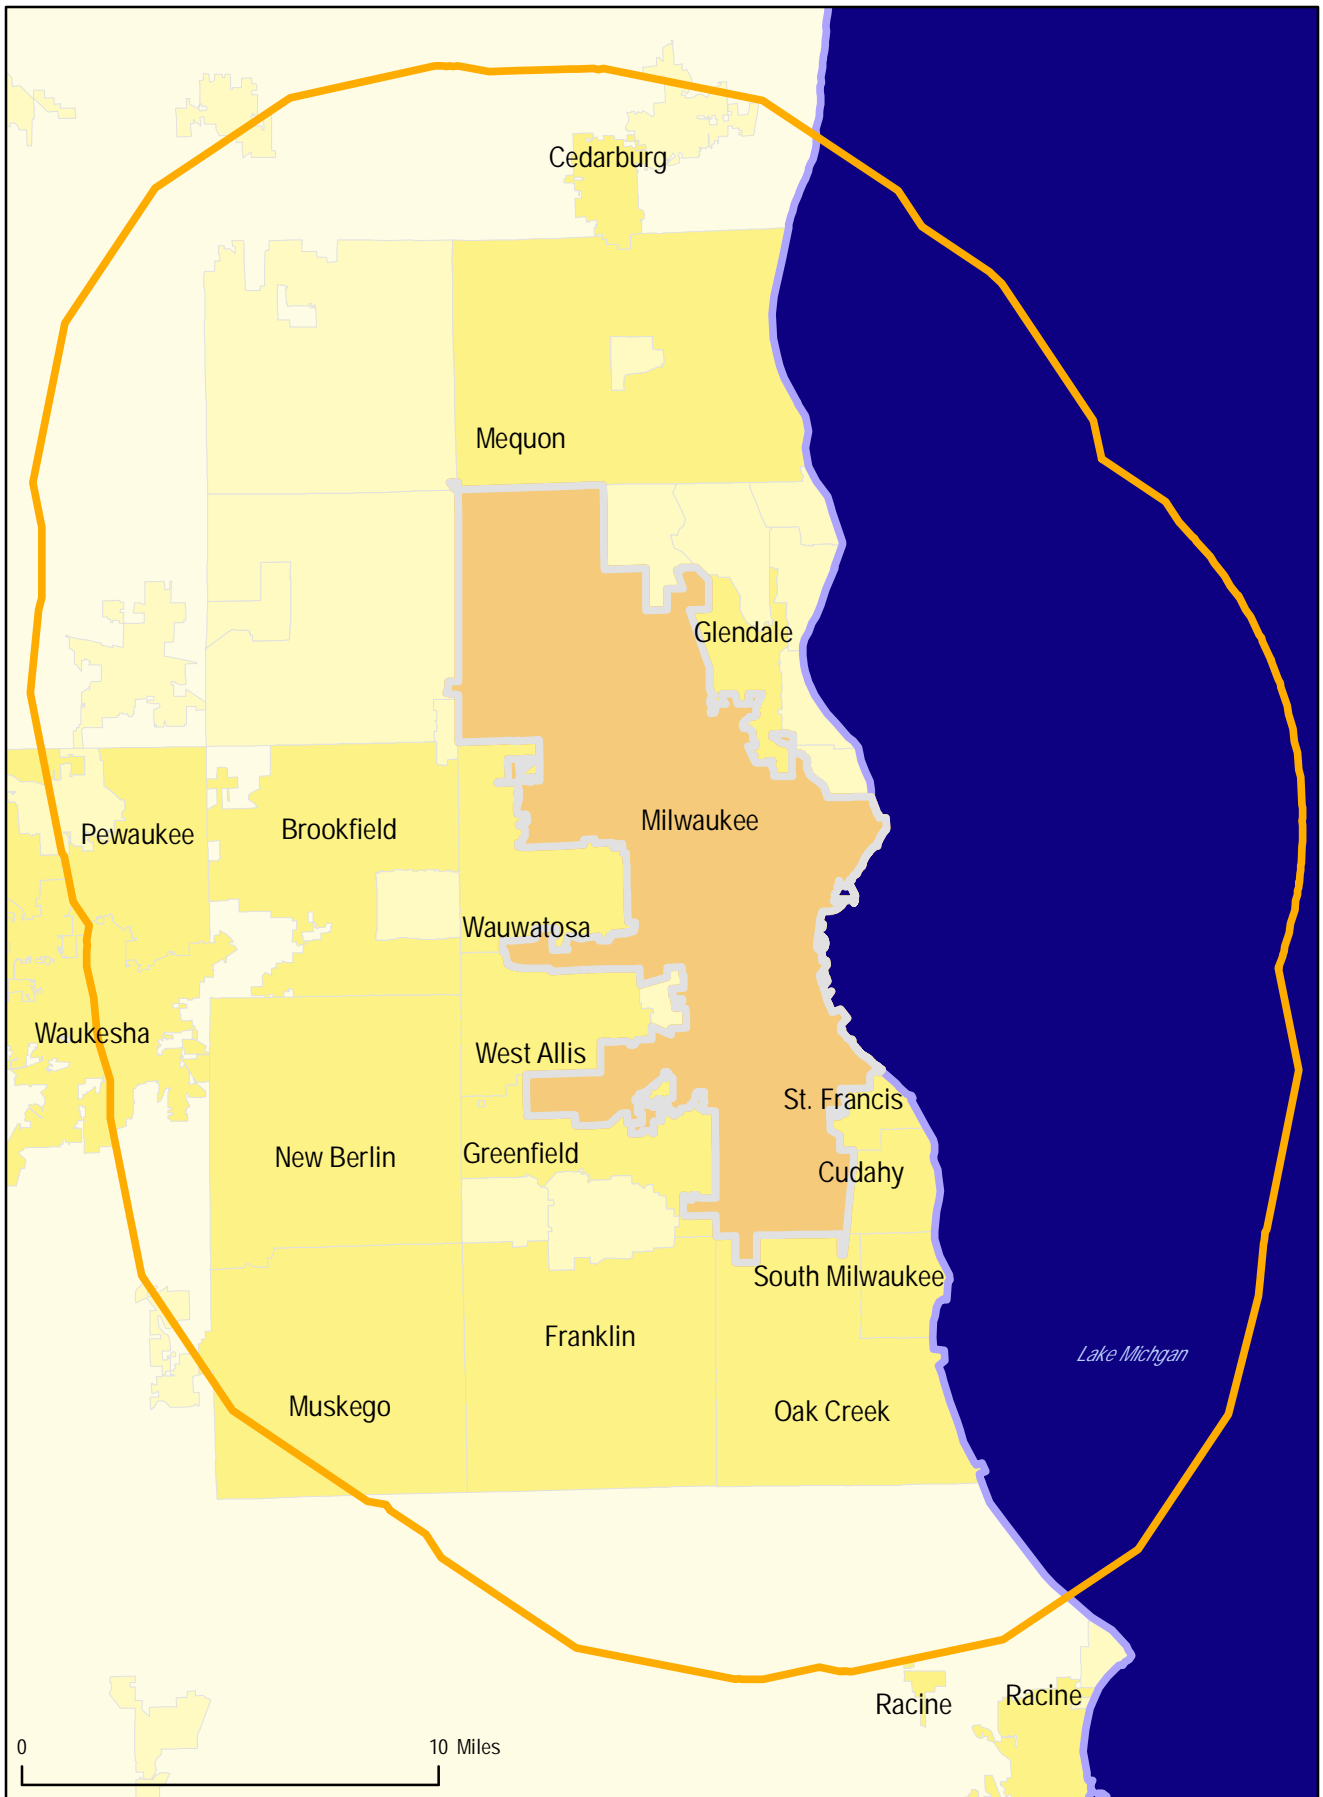 Cedarburg
Mequon
Glendale
Milwaukee
Brookfield
Pewaukee
Wauwatosa
Waukesha
West Allis
St. Francis
New Berlin
Greenfield
Cudahy
South Milwaukee
Franklin
Lake Michgan
Muskego
Oak Creek
Racine
Racine
0
10 Miles